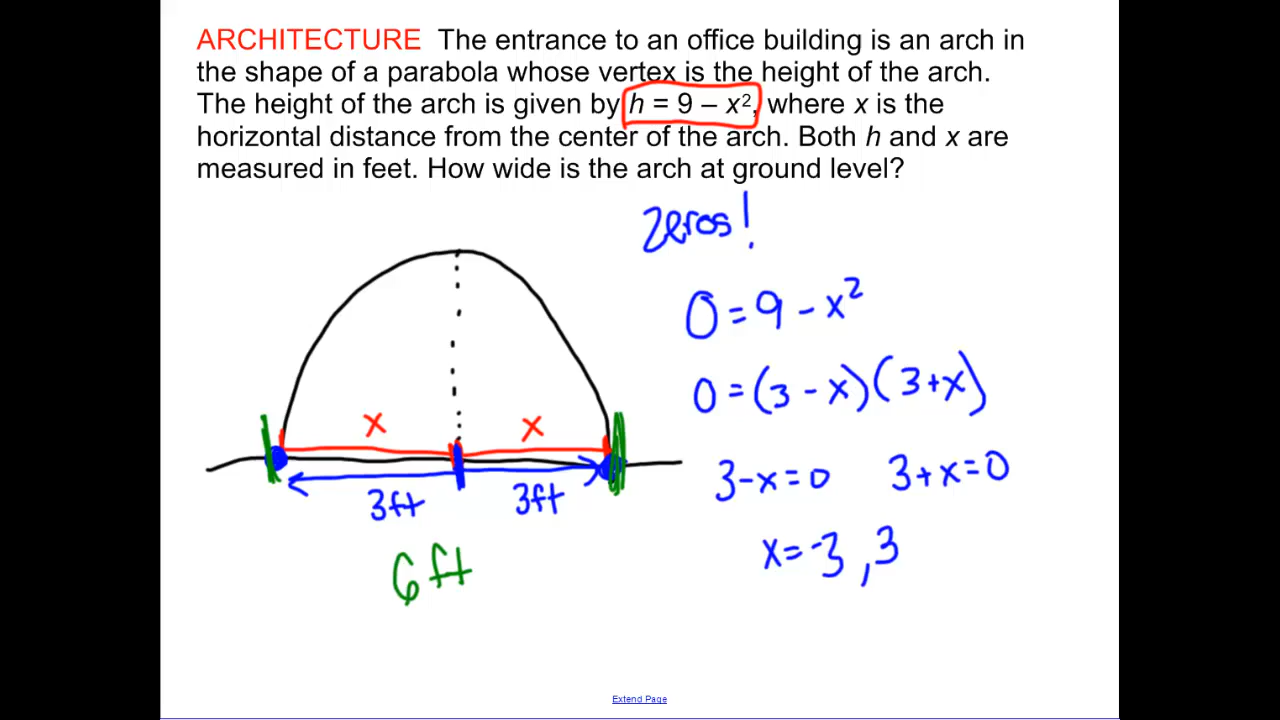 ARCHITECTURE The entrance to an office building is an arch in
the shape of a parabola whose vertex is the height of the arch.
The height of the arch is given by h = 9 – x², where x is the
horizontal distance from the center of the arch. Both h and x are
measured in feet. How wide is the arch at ground level?
zeros!
0 = 9 - x²
0 = (3 - x)(3+x)
x x
3-x=0 3+x=0
3ft 3ft
x=-3,3
6ft
Extend Page